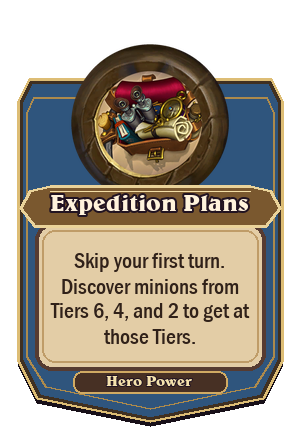 Expedition Plans
Skip your first turn.
Discover minions from
Tiers 6, 4, and 2 to get at
those Tiers.
Hero Power